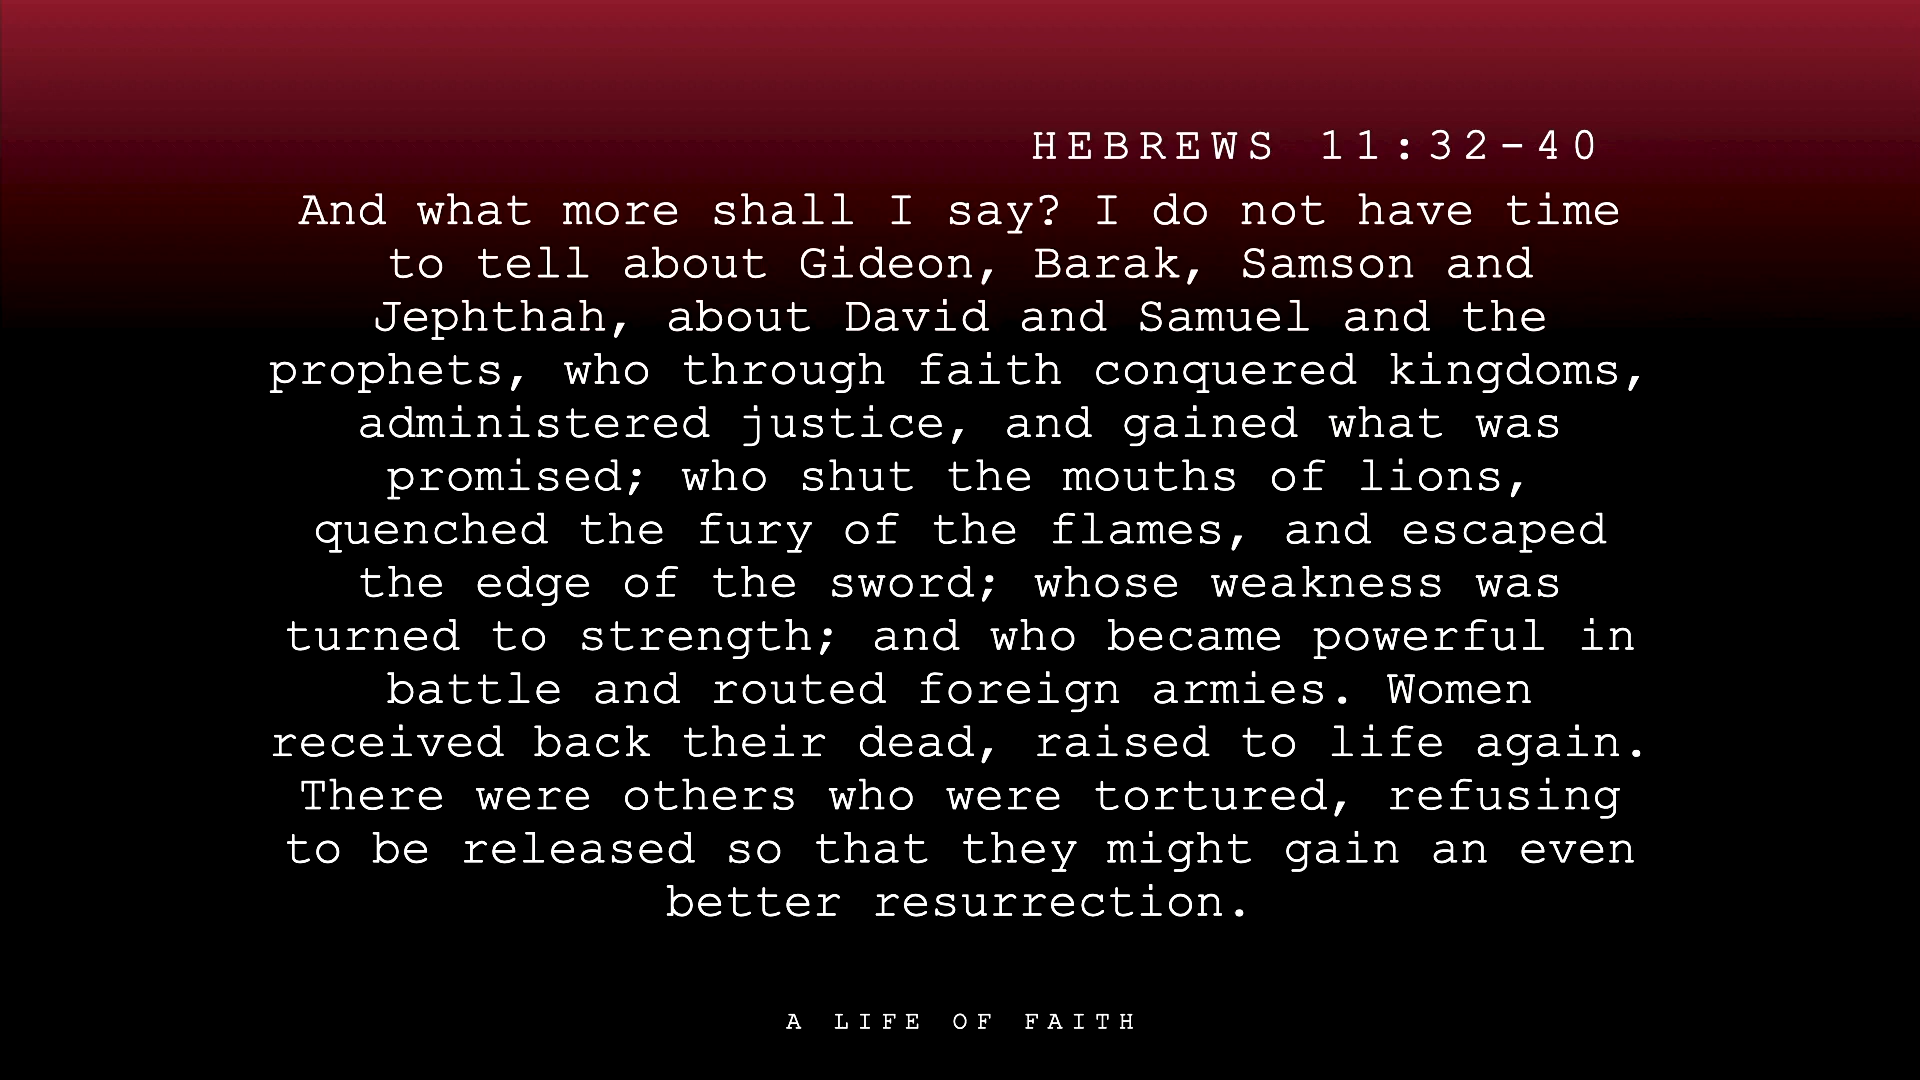 HEBREWS 11:32-40
And what more shall I say? I do not have time
to tell about Gideon, Barak, Samson and
Jephthah, about David and Samuel and the
prophets, who through faith conquered kingdoms,
administered justice, and gained what was
promised; who shut the mouths of lions,
quenched the fury of the flames, and escaped
the edge of the sword; whose weakness was
turned to strength; and who became powerful in
battle and routed foreign armies. Women
received back their dead, raised to life again.
There were others who were tortured, refusing
to be released so that they might gain an even
better resurrection.
A LIFE OF FAITH